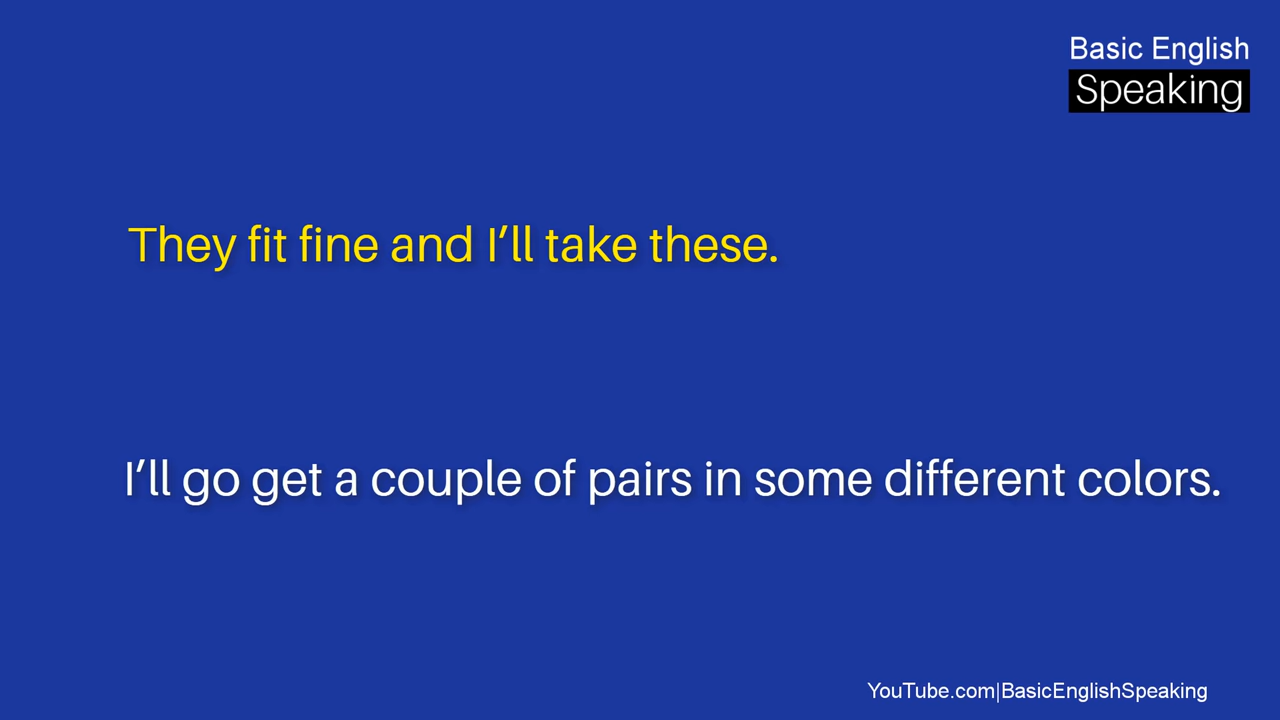 Basic English
Speaking
They fit fine and I’ll take these.
I’ll go get a couple of pairs in some different colors.
YouTube.com|BasicEnglishSpeaking